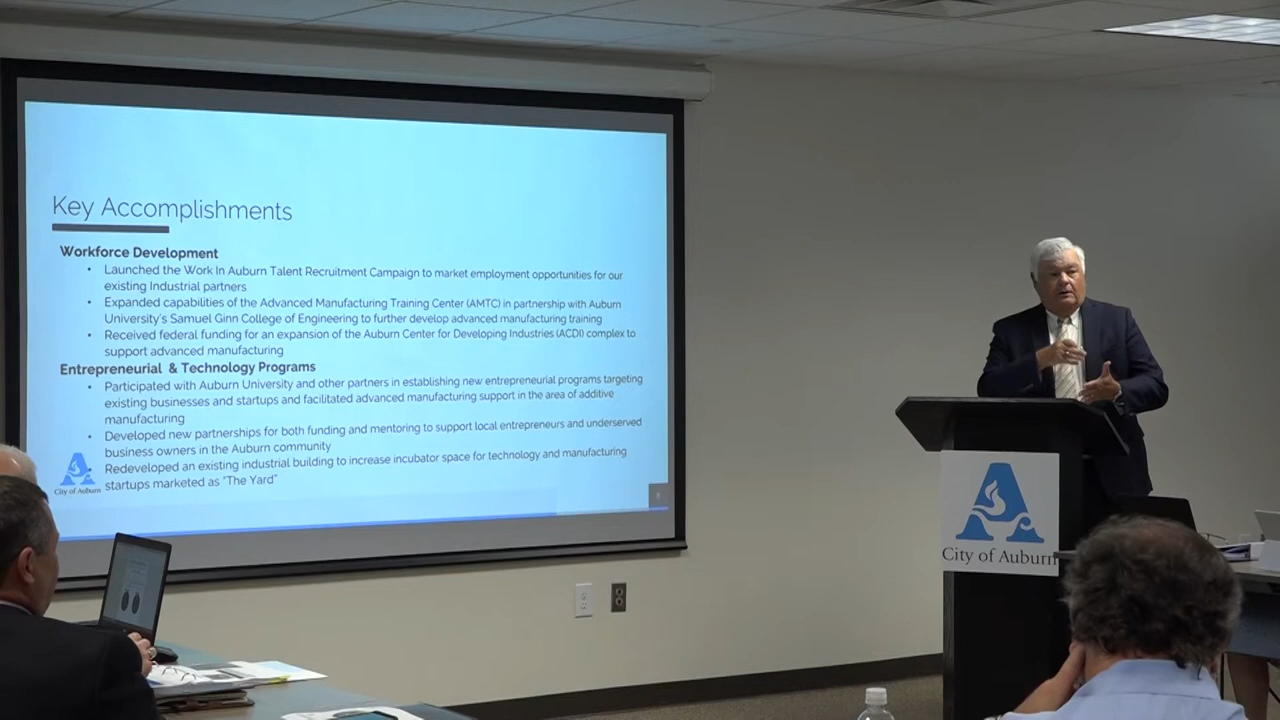 Key Accomplishments
Workforce Development
• Launched the Work In Auburn Talent Recruitment Campaign to market employment opportunities for our
existing Industrial partners
• Expanded capabilities of the Advanced Manufacturing Training Center (AMTC) in partnership with Auburn
University's Samuel Ginn College of Engineering to further develop advanced manufacturing training
• Received federal funding for an expansion of the Auburn Center for Developing Industries (ACDI) complex to
support advanced manufacturing
Entrepreneurial & Technology Programs
• Participated with Auburn University and other partners in establishing new entrepreneurial programs targeting
existing businesses and startups and facilitated advanced manufacturing support in the area of additive
manufacturing
• Developed new partnerships for both funding and mentoring to support local entrepreneurs and underserved
business owners in the Auburn community
• Redeveloped an existing industrial building to increase incubator space for technology and manufacturing
startups marketed as "The Yard"
City of Auburn
A
City of Auburn